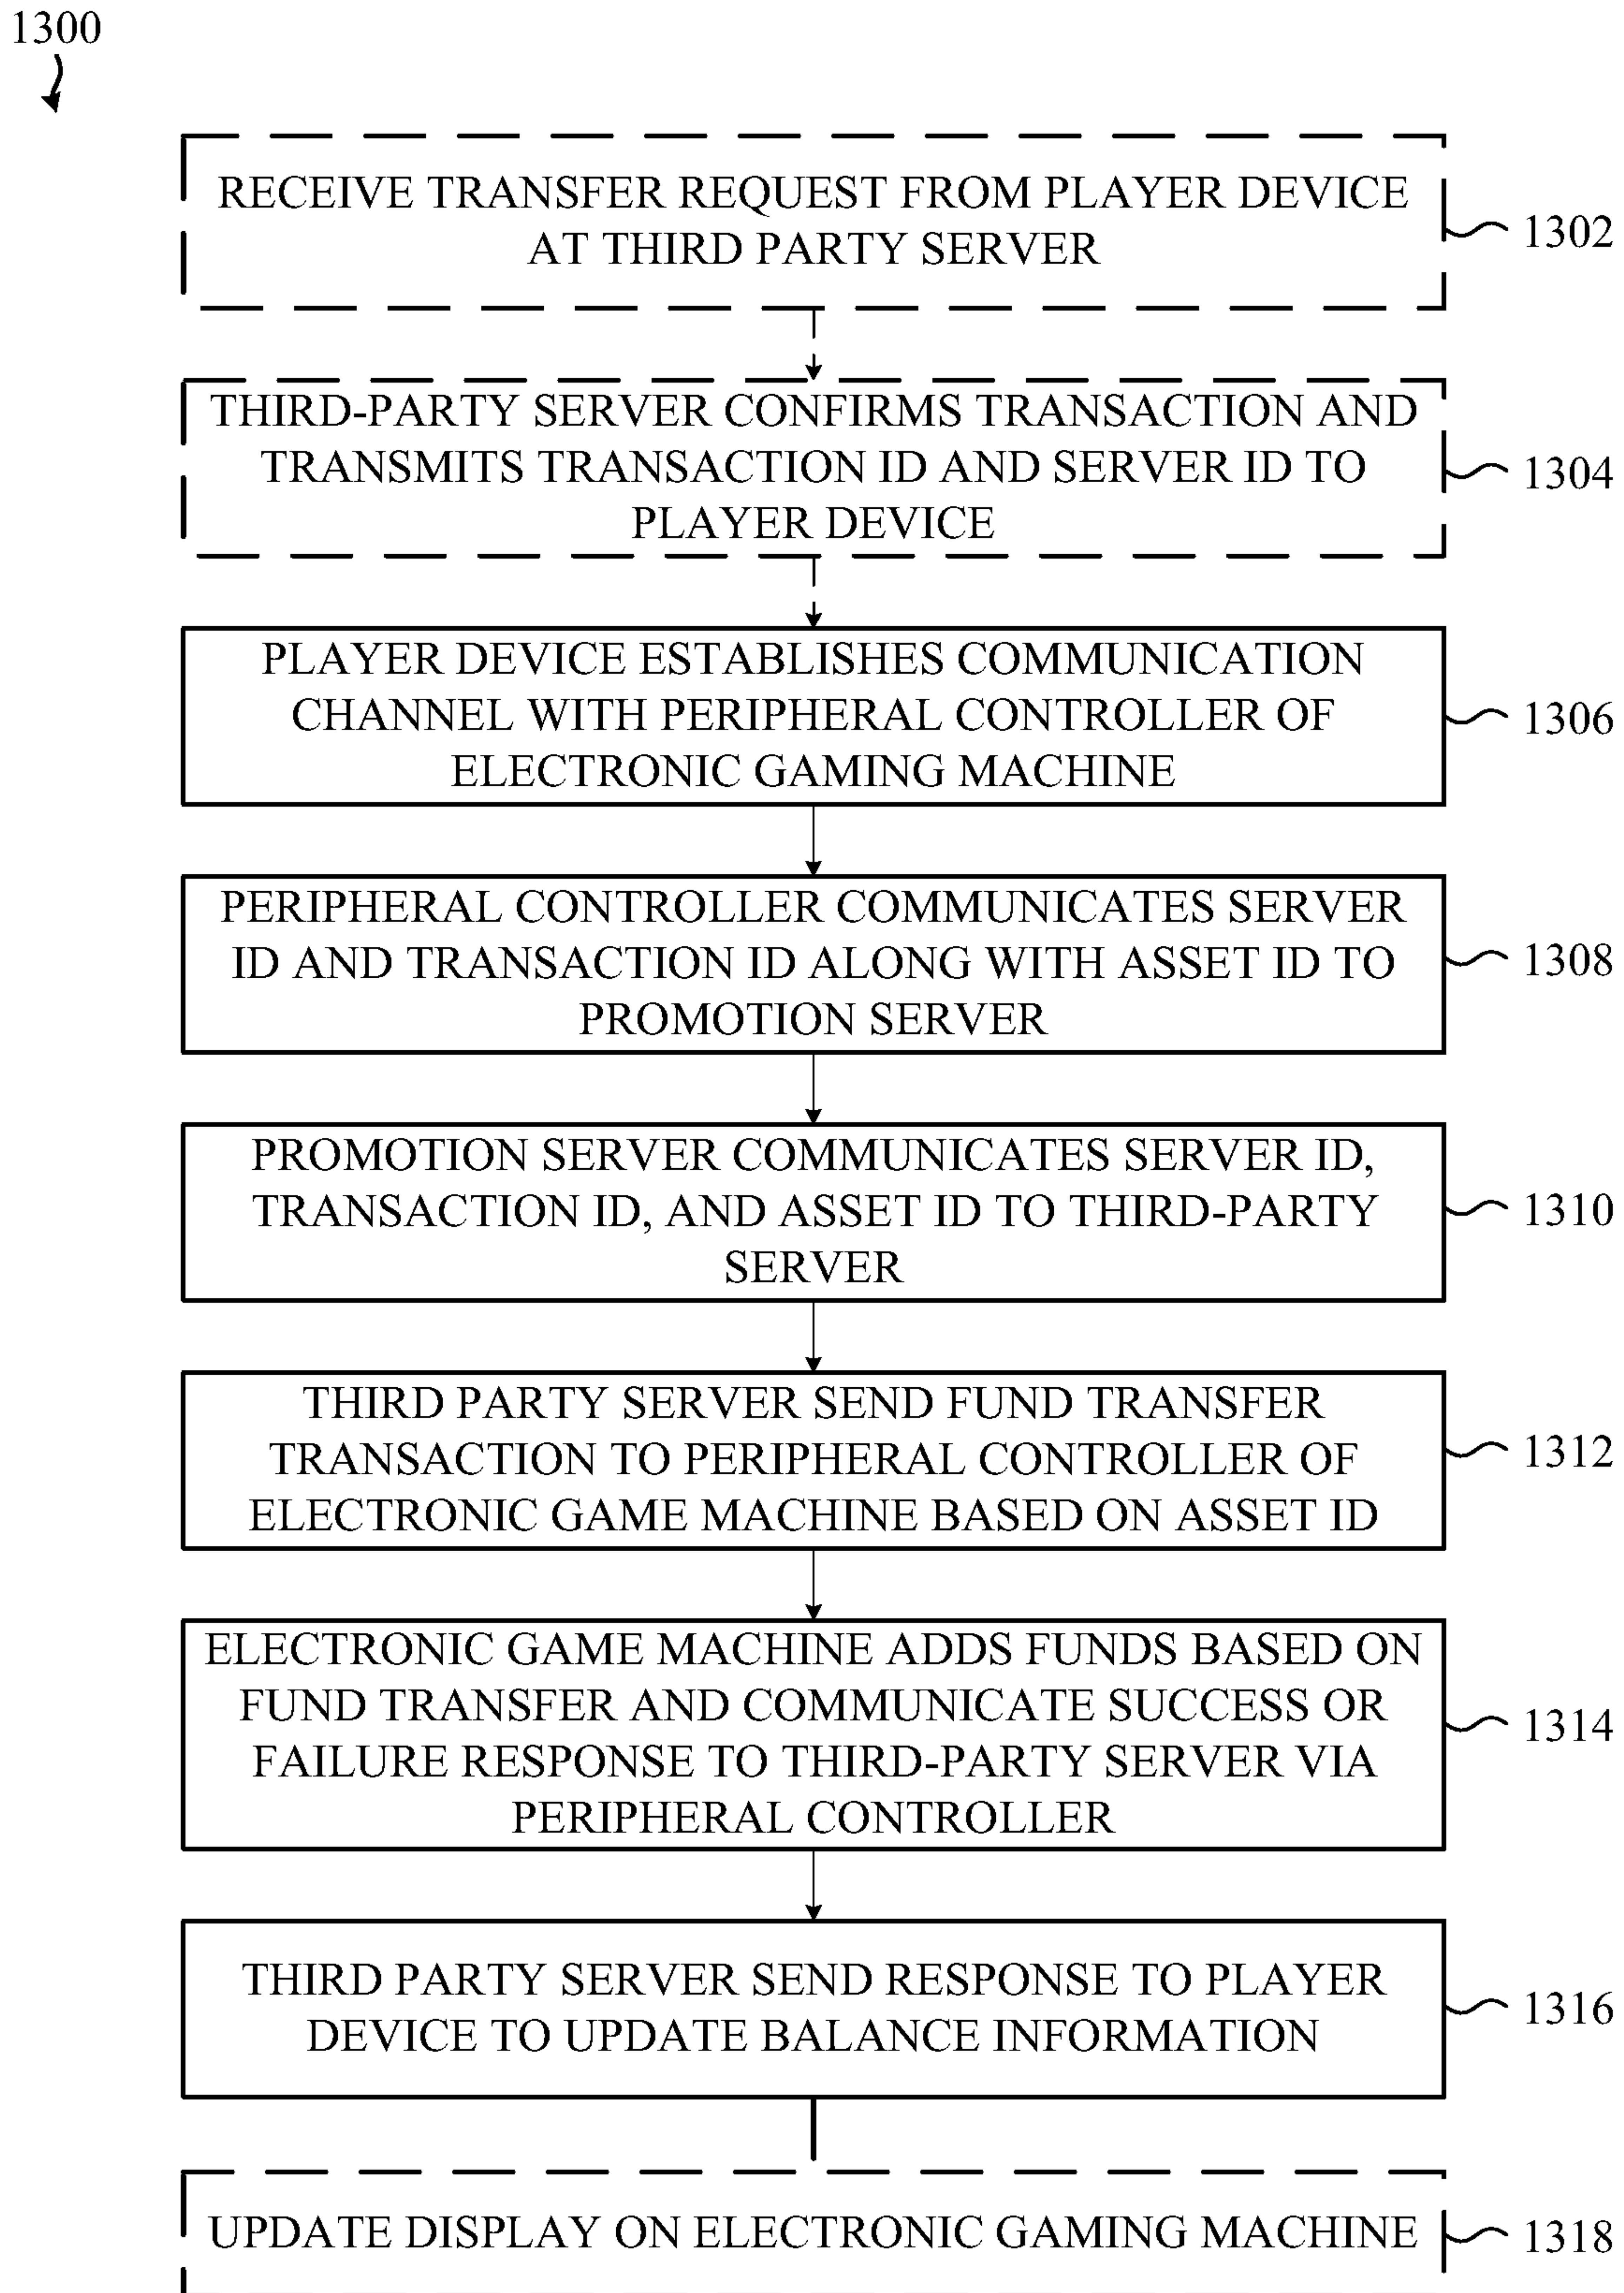 1300
RECEIVE TRANSFER REQUEST FROM PLAYER DEVICE
AT THIRD PARTY SERVER
1302
THIRD-PARTY SERVER CONFIRMS TRANSACTION AND
TRANSMITS TRANSACTION ID AND SERVER ID TO
PLAYER DEVICE
1304
PLAYER DEVICE ESTABLISHES COMMUNICATION
CHANNEL WITH PERIPHERAL CONTROLLER OF
ELECTRONIC GAMING MACHINE
1306
PERIPHERAL CONTROLLER COMMUNICATES SERVER
ID AND TRANSACTION ID ALONG WITH ASSET ID TO
PROMOTION SERVER
1308
PROMOTION SERVER COMMUNICATES SERVER ID,
TRANSACTION ID, AND ASSET ID TO THIRD-PARTY
SERVER
1310
THIRD PARTY SERVER SEND FUND TRANSFER
TRANSACTION TO PERIPHERAL CONTROLLER OF
ELECTRONIC GAME MACHINE BASED ON ASSET ID
1312
ELECTRONIC GAME MACHINE ADDS FUNDS BASED ON
FUND TRANSFER AND COMMUNICATE SUCCESS OR
FAILURE RESPONSE TO THIRD-PARTY SERVER VIA
PERIPHERAL CONTROLLER
1314
THIRD PARTY SERVER SEND RESPONSE TO PLAYER
DEVICE TO UPDATE BALANCE INFORMATION
1316
UPDATE DISPLAY ON ELECTRONIC GAMING MACHINE
1318